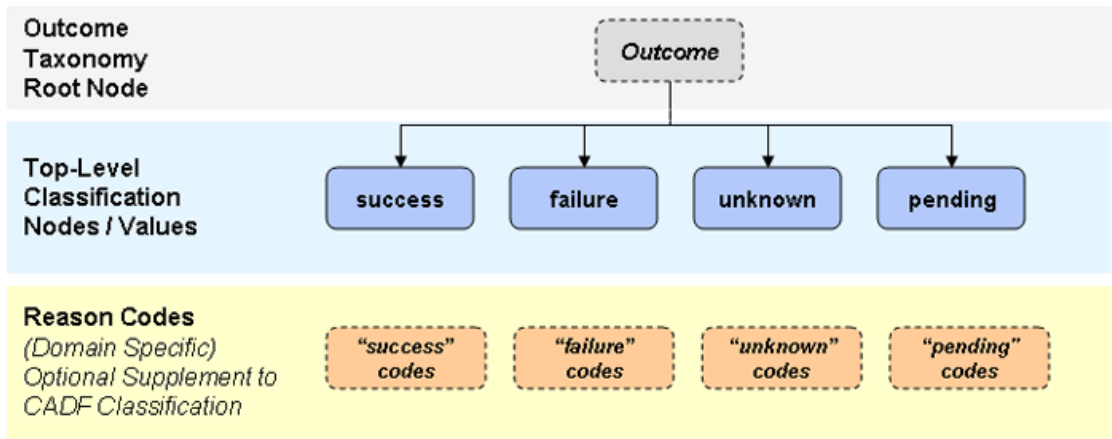 Outcome
Taxonomy
Root Node
Outcome
Top-Level
Classification
Nodes / Values
success
failure
unknown
pending
Reason Codes
(Domain Specific)
Optional Supplement to
CADF Classification
“success”
codes
“failure”
codes
“unknown”
codes
“pending”
codes